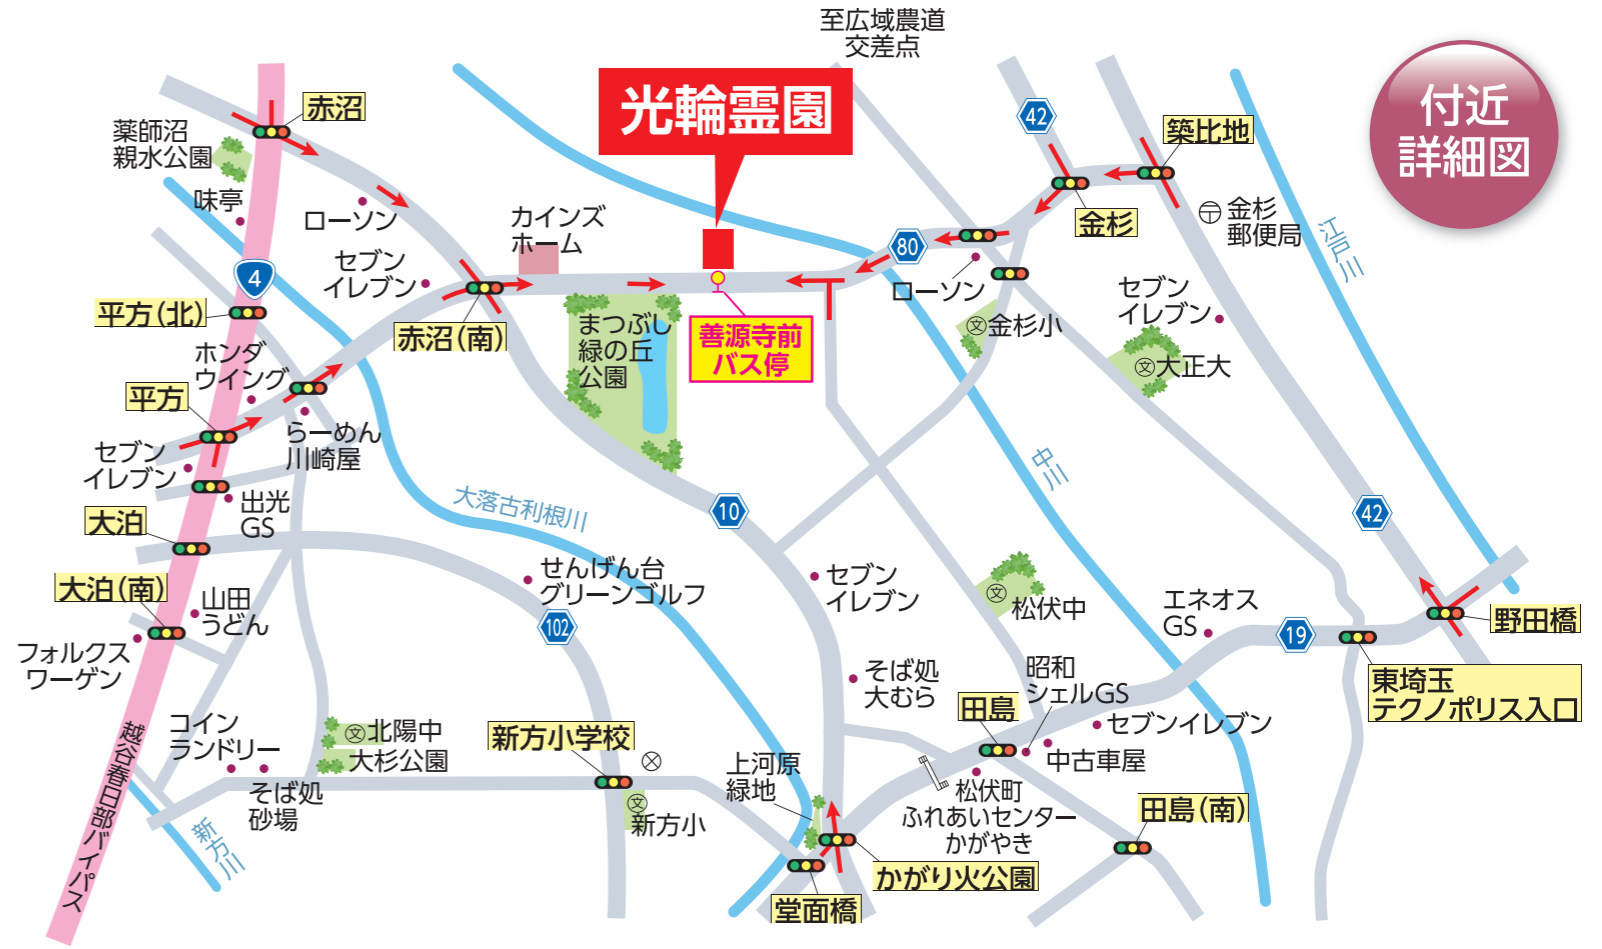 至広域農道
交差点
付近
詳細図
光輪霊園
赤沼
薬師沼
親水公園
味亭
ローソン
カインズ
ホーム
セブン
イレブン
42
築比地
金杉
〒
金杉
郵便局
江戸川
80
4
平方(北)
ホンダ
ウイング
平方
赤沼(南)
まつぶし
緑の丘
公園
善源寺前
バス停
ローソン
文
金杉小
セブン
イレブン
文
大正大
セブン
イレブン
らーめん
川崎屋
出光
GS
大泊
大落古利根川
10
中川
42
大泊(南)
山田
うどん
フォルクス
ワーゲン
せんげん台
グリーンゴルフ
102
セブン
イレブン
文
松伏中
エネオス
GS
19
野田橋
東埼玉
テクノポリス入口
そば処
大むら
昭和
シェルGS
田島
セブンイレブン
中古車屋
越谷春日部バイパス
コイン
ランドリー
そば処
砂場
新方川
文
北陽中
大杉公園
新方小学校
文
新方小
上河原
緑地
松伏町
ふれあいセンター
かがやき
田島(南)
かがり火公園
堂面橋